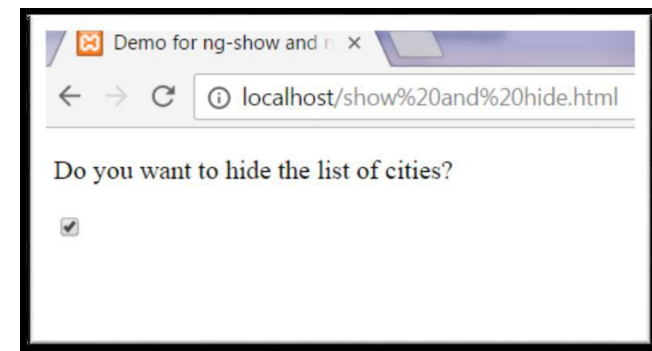 Demo for ng-show and n
localhost/show%20and%20hide.html
Do you want to hide the list of cities?